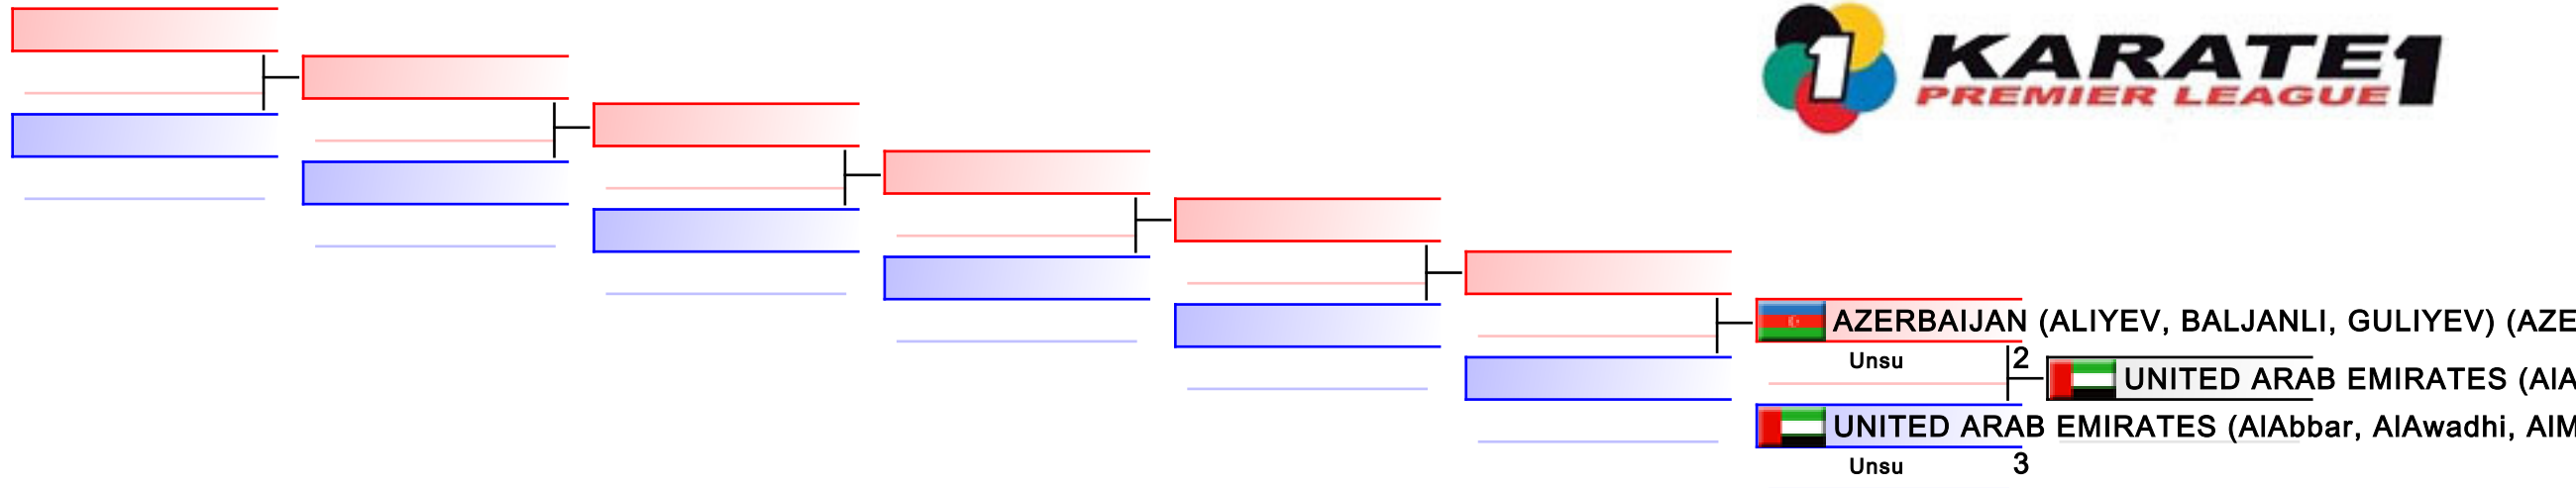 1 KARATE1
PREMIER LEAGUE
AZERBAIJAN (ALIYEV, BALJANLI, GULIYEV) (AZE
Unsu
2
UNITED ARAB EMIRATES (AlA
UNITED ARAB EMIRATES (AlAbbar, AlAwadhi, AlM
Unsu
3